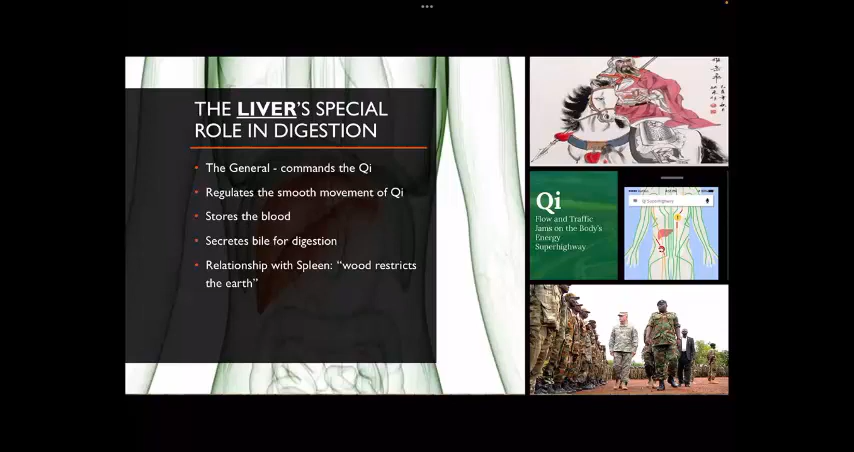 THE LIVER'S SPECIAL
ROLE IN DIGESTION
• The General - commands the Qi
• Regulates the smooth movement of Qi
• Stores the blood
• Secretes bile for digestion
• Relationship with Spleen: “wood restricts
the earth”
Qi
Flow and Traffic
Jams on the Body's
Energy
Superhighway
Qi Superhighway